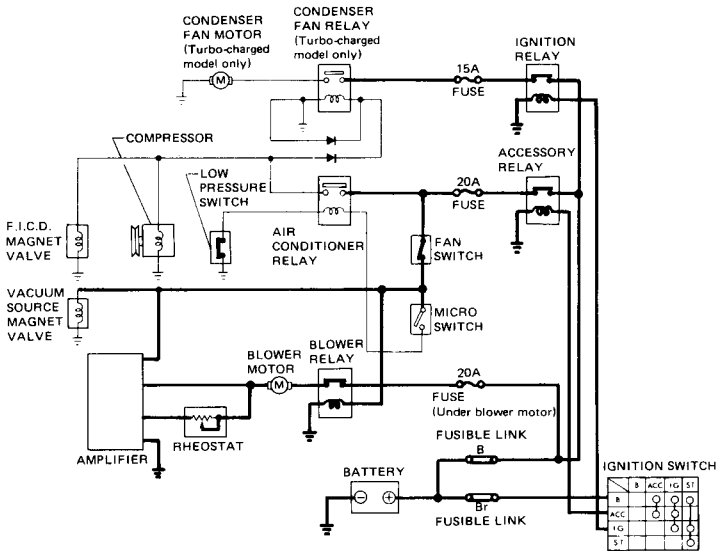 CONDENSER
FAN MOTOR
(Turbo-charged
model only)
CONDENSER
FAN RELAY
(Turbo-charged
model only)
IGNITION
RELAY
M
15A
FUSE
COMPRESSOR
ACCESSORY
RELAY
LOW
PRESSURE
SWITCH
20A
FUSE
F.I.C.D.
MAGNET
VALVE
AIR
CONDITIONER
RELAY
FAN
SWITCH
VACUUM
SOURCE
MAGNET
VALVE
MICRO
SWITCH
BLOWER
MOTOR
BLOWER
RELAY
M
20A
FUSE
(Under blower motor)
RHEOSTAT
AMPLIFIER
FUSIBLE LINK
B
BATTERY
Br
FUSIBLE LINK
IGNITION SWITCH
B ACC IG ST
B
ACC
IG
ST